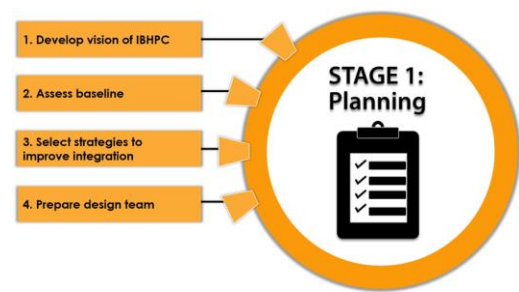 1. Develop vision of IBHPC
2. Assess baseline
3. Select strategies to
improve integration
4. Prepare design team
STAGE 1:
Planning